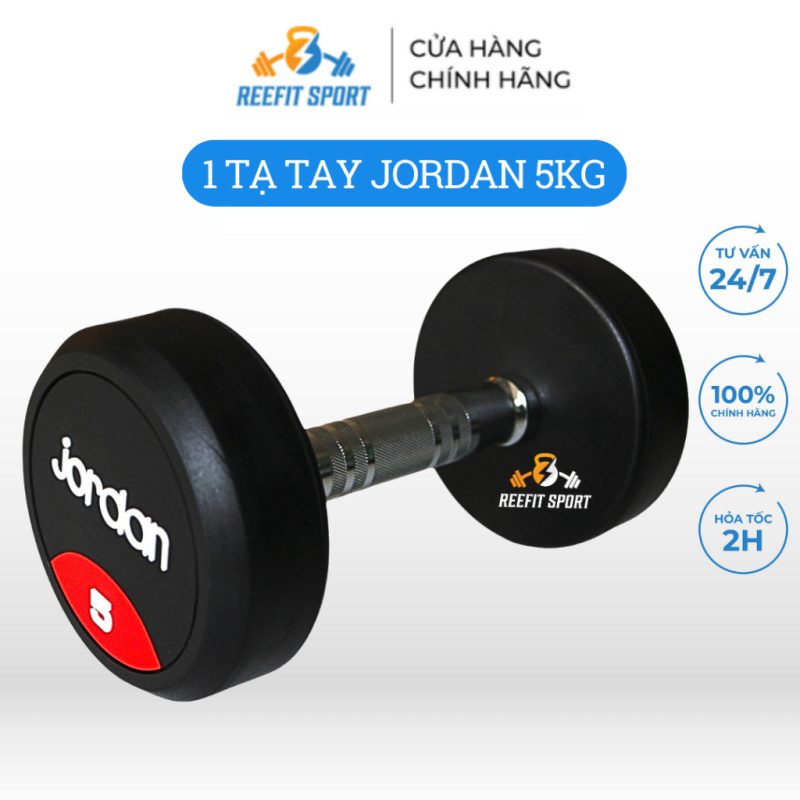 REEFIT SPORT
CỬA HÀNG
CHÍNH HÃNG
1 TẠ TAY JORDAN 5KG
TƯ VẤN
24/7
100%
CHÍNH HÃNG
HỎA TỐC
2H
jordan
5
REEFIT SPORT